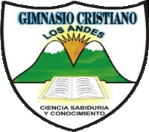 GIMNASIO CRISTIANO
LOS ANDES
CIENCIA SABIDURIA
Y CONOCIMIENTO